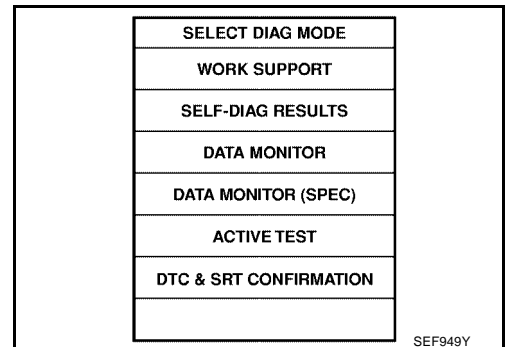 SELECT DIAG MODE
WORK SUPPORT
SELF-DIAG RESULTS
DATA MONITOR
DATA MONITOR (SPEC)
ACTIVE TEST
DTC & SRT CONFIRMATION
SEF949Y